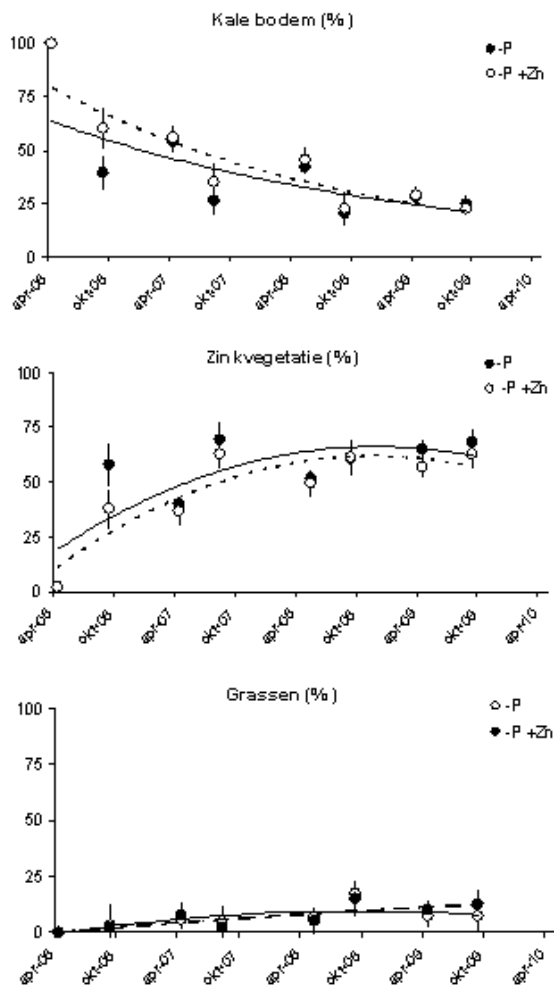 Kale bodem (%)
-P
-P +Zn
100
75
50
25
0
apr-06
okt-06
apr-07
okt-07
apr-08
okt-08
apr-09
okt-09
apr-10
Zinkvegetatie (%)
-P
-P +Zn
100
75
50
25
0
apr-06
okt-06
apr-07
okt-07
apr-08
okt-08
apr-09
okt-09
apr-10
Grassen (%)
-P
-P +Zn
100
75
50
25
0
apr-06
okt-06
apr-07
okt-07
apr-08
okt-08
apr-09
okt-09
apr-10